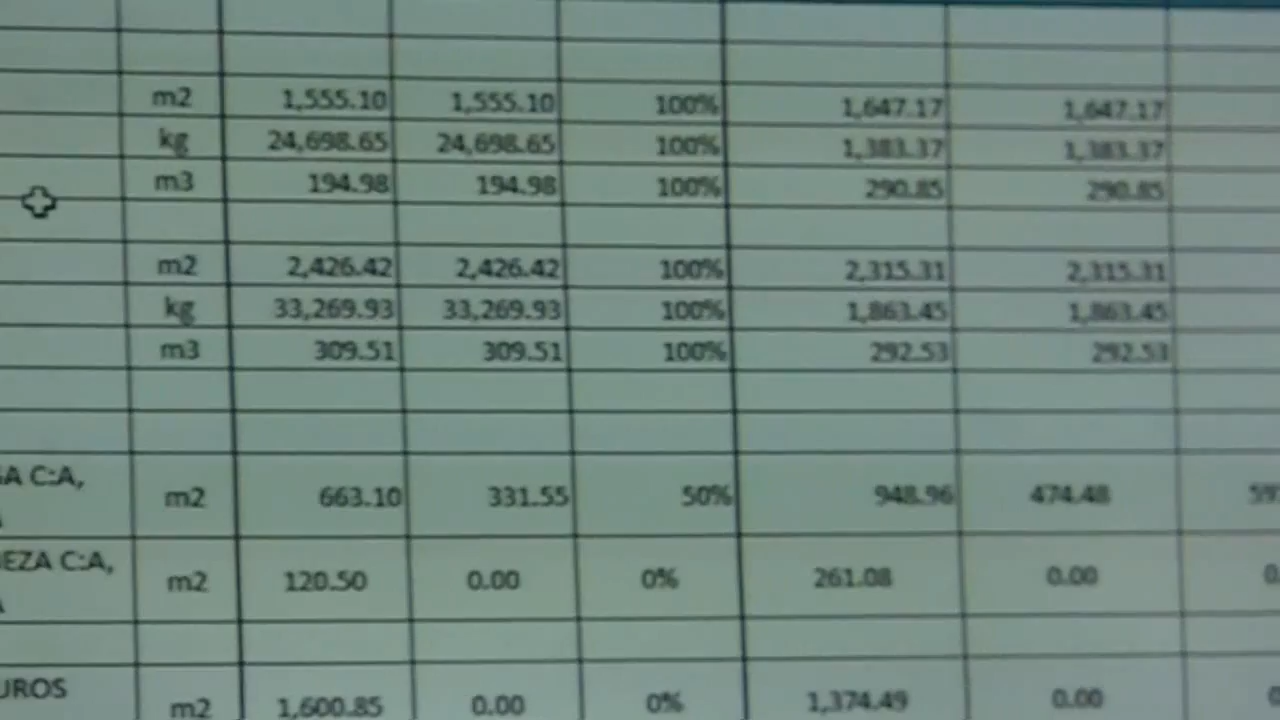 m2 1,555.10 1,555.10 100% 1,647.17 1,647.17
kg 24,698.65 24,698.65 100% 1,383.37 1,383.37
m3 194.98 194.98 100% 290.85 290.85
m2 2,426.42 2,426.42 100% 2,315.31 2,315.31
kg 33,269.93 33,269.93 100% 1,863.45 1,863.45
m3 309.51 309.51 100% 292.53 292.53
C:A,
m2 663.10 331.55 50% 948.96 474.48
EZA C:A,
m2 120.50 0.00 0% 261.08 0.00
UROS
m2 1,600.85 0.00 0% 1,374.49 0.00